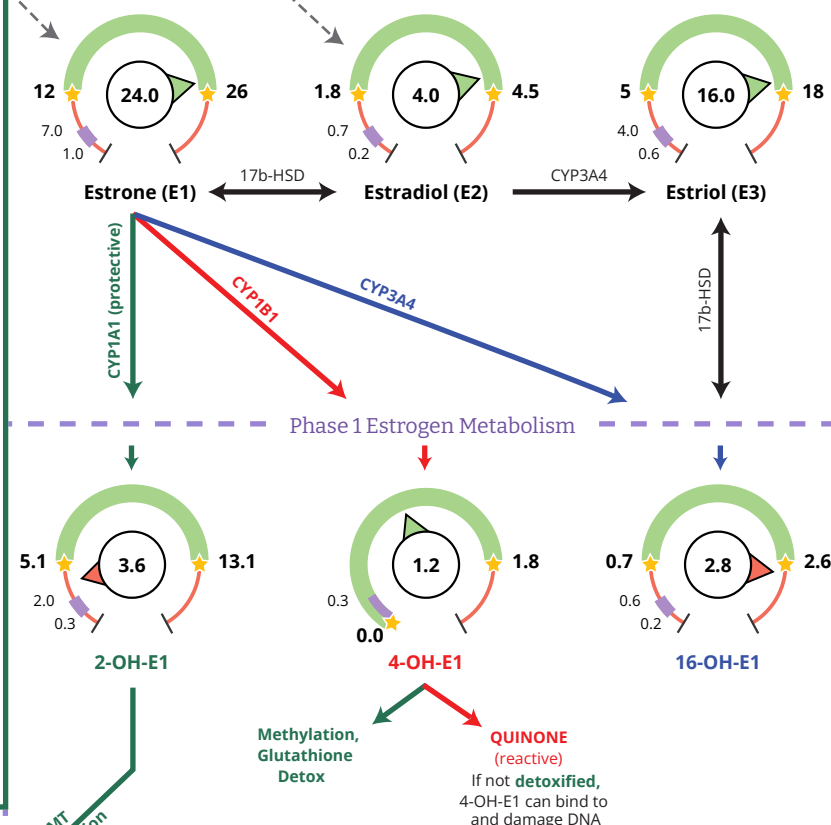 12
24.0
26
7.0
1.0
Estrone (E1)
17b-HSD
1.8
4.0
4.5
0.7
0.2
Estradiol (E2)
CYP3A4
5
16.0
18
4.0
0.6
Estriol (E3)
CYP1A1 (protective)
CYP1B1
CYP3A4
17b-HSD
Phase 1 Estrogen Metabolism
5.1
3.6
13.1
2.0
0.3
2-OH-E1
1.2
1.8
0.3
0.0
4-OH-E1
0.7
2.8
2.6
0.6
0.2
16-OH-E1
Methylation,
Glutathione
Detox
QUINONE
(reactive)
If not detoxified,
4-OH-E1 can bind to
and damage DNA